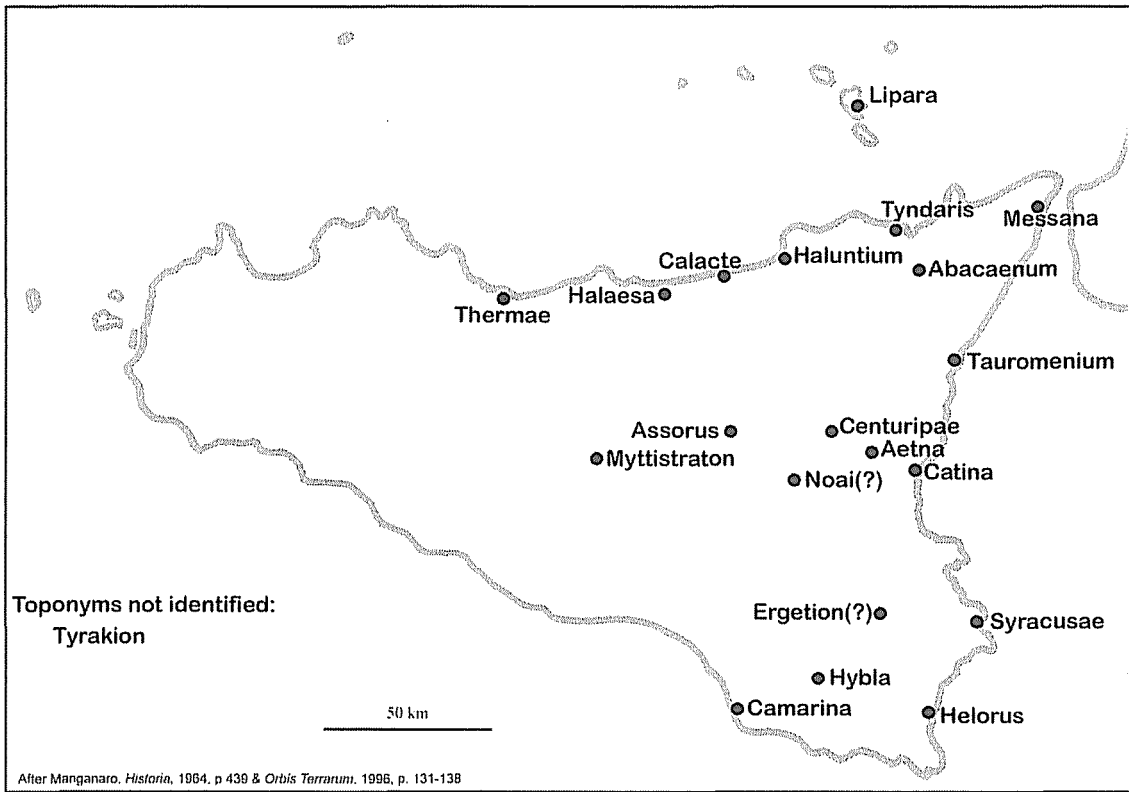 Lipara
Tyndaris
Messana
Calacte
Haluntium
Abacaenum
Halaesa
Thermae
Tauromenium
Assorus
Centuripae
Myttistraton
Aetna
Noai(?)
Catina
Toponyms not identified:
Tyrakion
Ergetion(?)
Syracusae
Hybla
Camarina
Helorus
50 km
After Manganaro, Historia, 1964, p 439 & Orbis Terrarum, 1996, p. 131-138